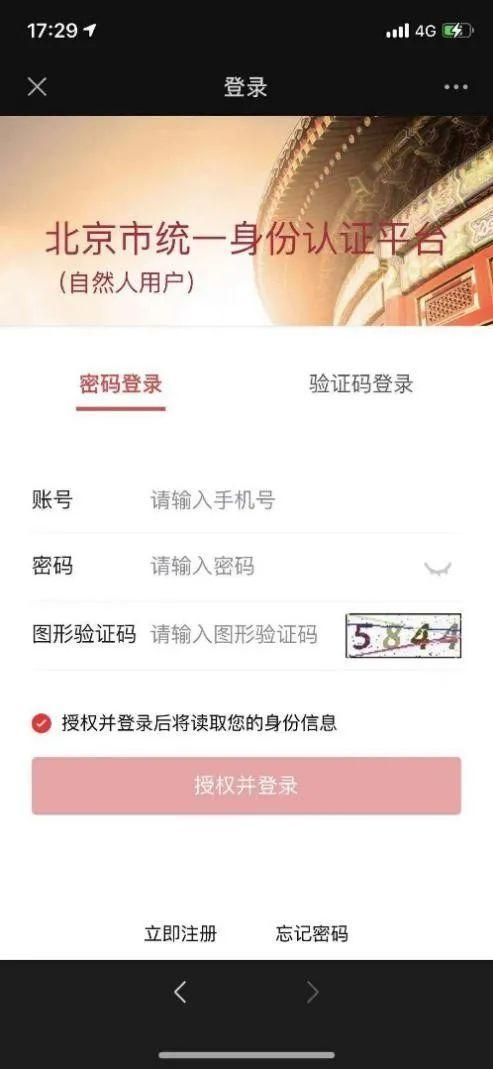 17:29
4G
登录
北京市统一身份认证平台
（自然人用户）
密码登录 验证码登录
账号 请输入手机号
密码 请输入密码
图形验证码 请输入图形验证码 5844
授权并登录后将读取您的身份信息
授权并登录
立即注册 忘记密码